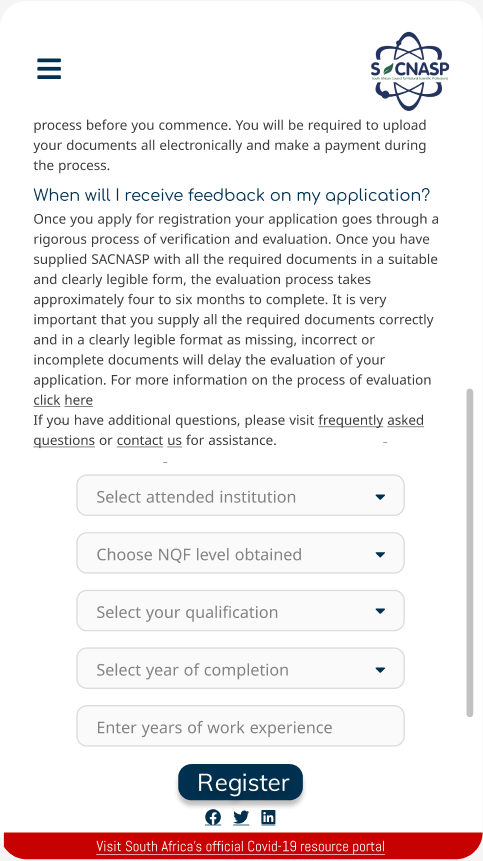 S CNASP
process before you commence. You will be required to upload
your documents all electronically and make a payment during
the process.
When will I receive feedback on my application?
Once you apply for registration your application goes through a
rigorous process of verification and evaluation. Once you have
supplied SACNASP with all the required documents in a suitable
and clearly legible form, the evaluation process takes
approximately four to six months to complete. It is very
important that you supply all the required documents correctly
and in a clearly legible format as missing, incorrect or
incomplete documents will delay the evaluation of your
application. For more information on the process of evaluation
click here
If you have additional questions, please visit frequently asked
questions or contact us for assistance.
Select attended institution
Choose NQF level obtained
Select your qualification
Select year of completion
Enter years of work experience
Register
Visit South Africa's official Covid-19 resource portal